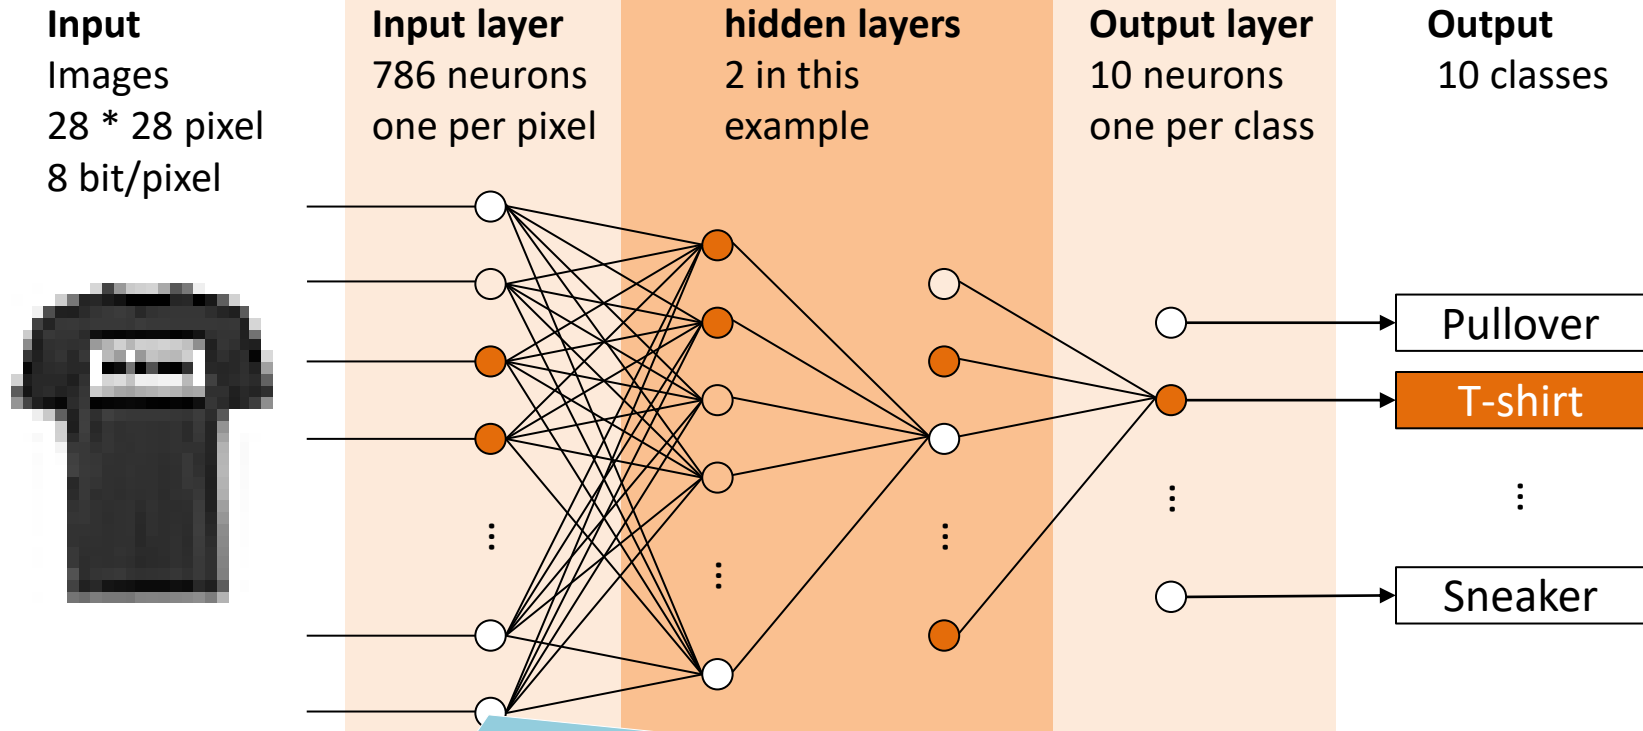 Input
Images
28 * 28 pixel
8 bit/pixel
Input layer
786 neurons
one per pixel
hidden layers
2 in this
example
Output layer
10 neurons
one per class
Output
10 classes
Pullover
T-shirt
...
Sneaker